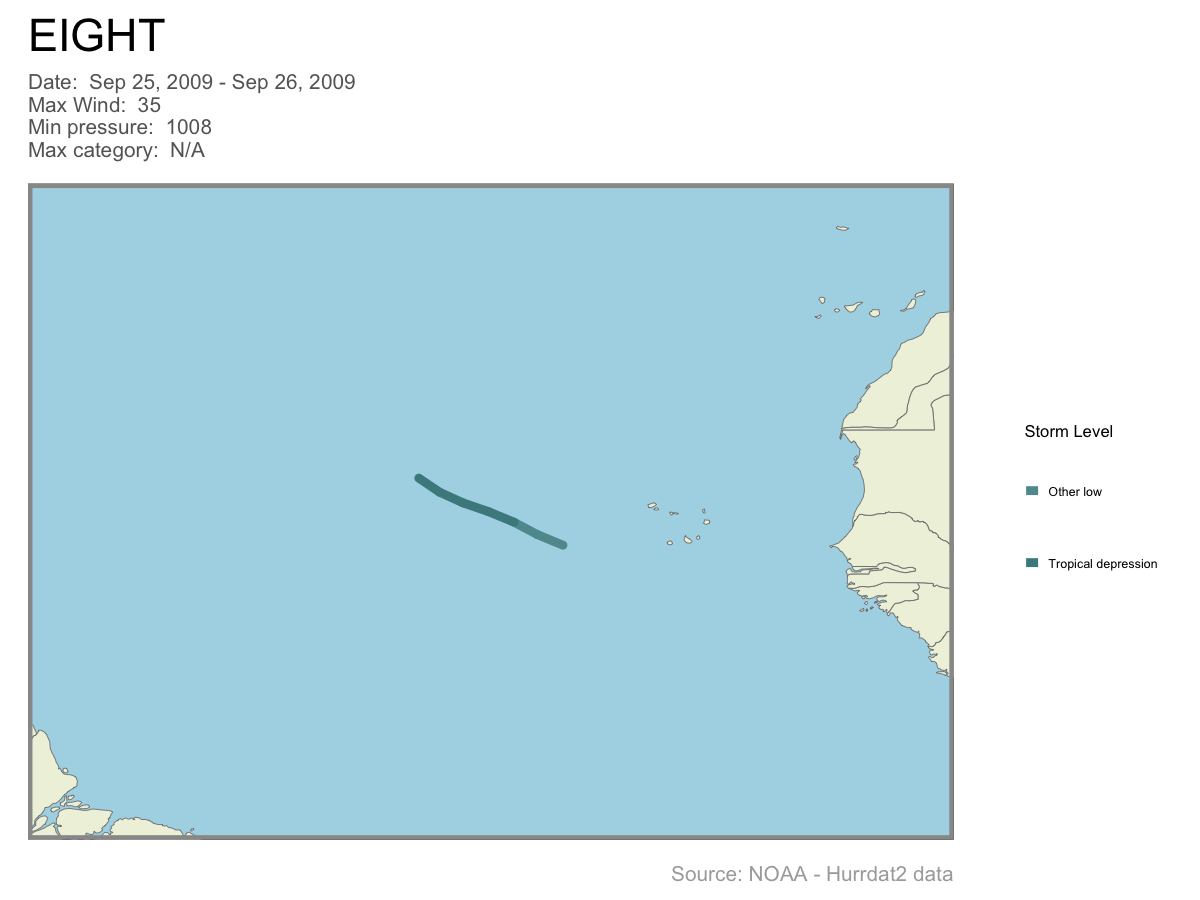 EIGHT
Date:  Sep 25, 2009 - Sep 26, 2009
Max Wind:  35
Min pressure:  1008
Max category:  N/A
Storm Level
Other low
Tropical depression
Source: NOAA - Hurrdat2 data